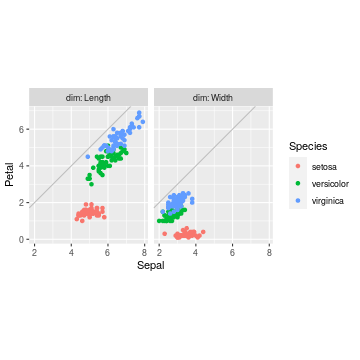 dim: Length
dim: Width
6
4
2
0
Petal
2
4
6
8
2
4
6
8
Sepal
Species
setosa
versicolor
virginica